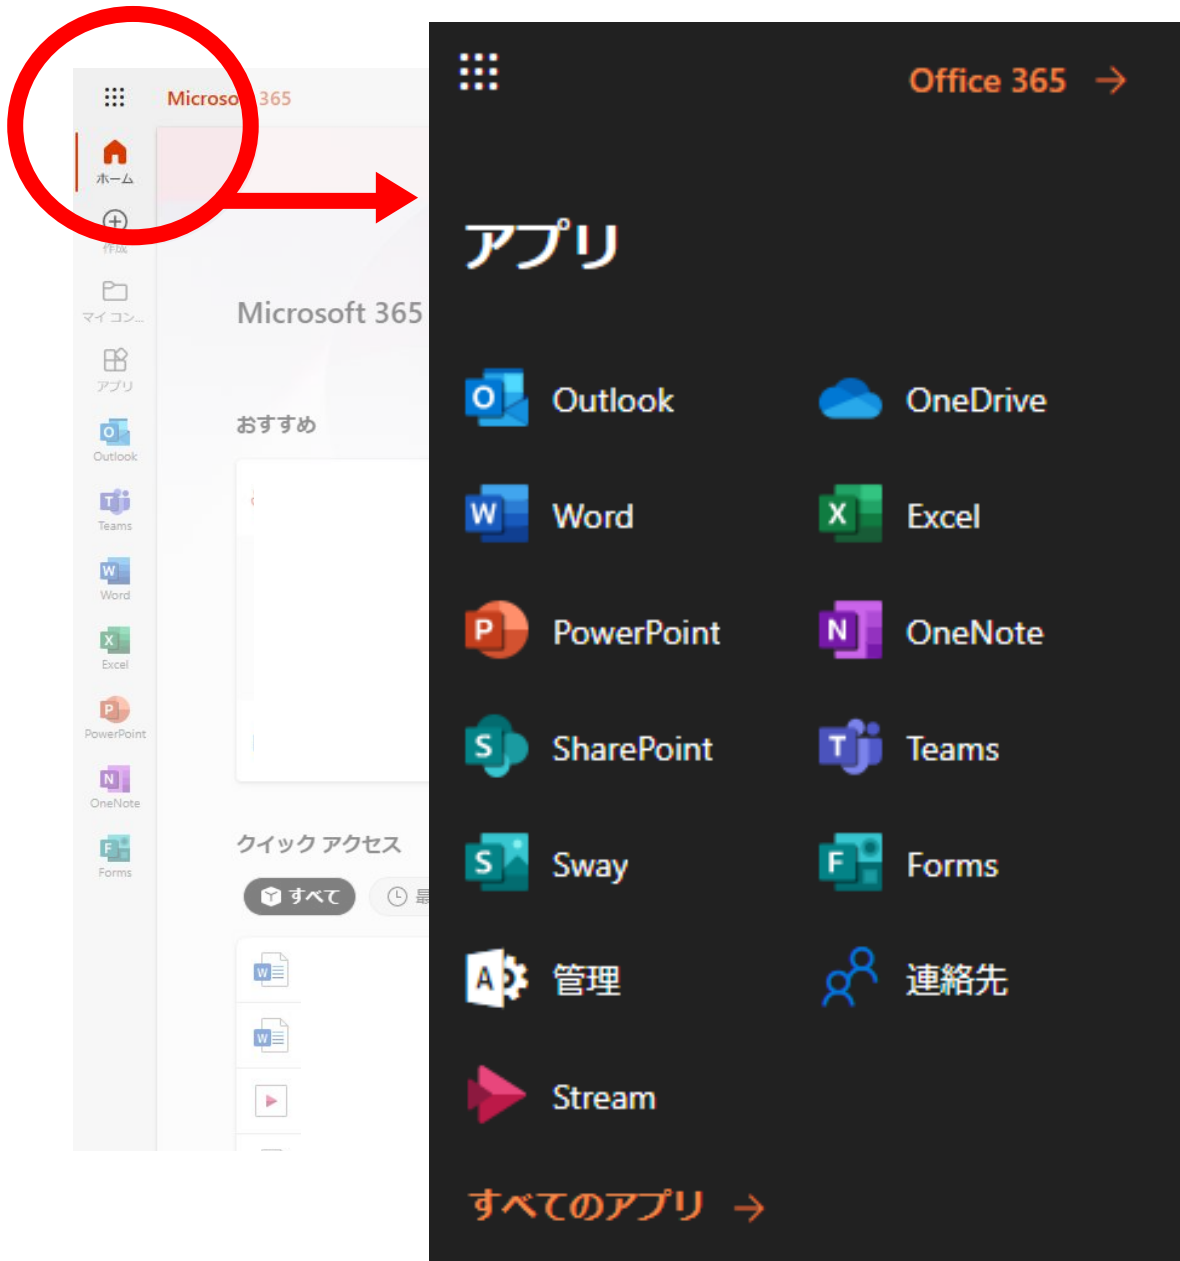 Microso 365
ホーム
作成
マイ コン...
アプリ
Outlook
Teams
Word
Excel
PowerPoint
OneNote
Forms
Microsoft 365
おすすめ
クイック アクセス
すべて
最
Office 365 →
アプリ
Outlook
OneDrive
Word
Excel
PowerPoint
OneNote
SharePoint
Teams
Sway
Forms
管理
連絡先
Stream
すべてのアプリ →